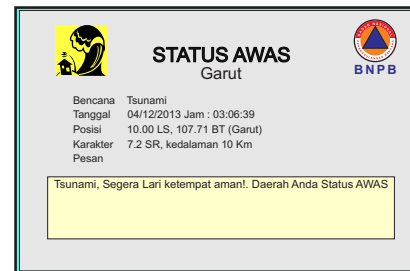 STATUS AWAS
Garut
BNPB
Bencana Tsunami
Tanggal 04/12/2013 Jam : 03:06:39
Posisi 10.00 LS, 107.71 BT (Garut)
Karakter 7.2 SR, kedalaman 10 Km
Pesan
Tsunami, Segera Lari ketempat aman!. Daerah Anda Status AWAS